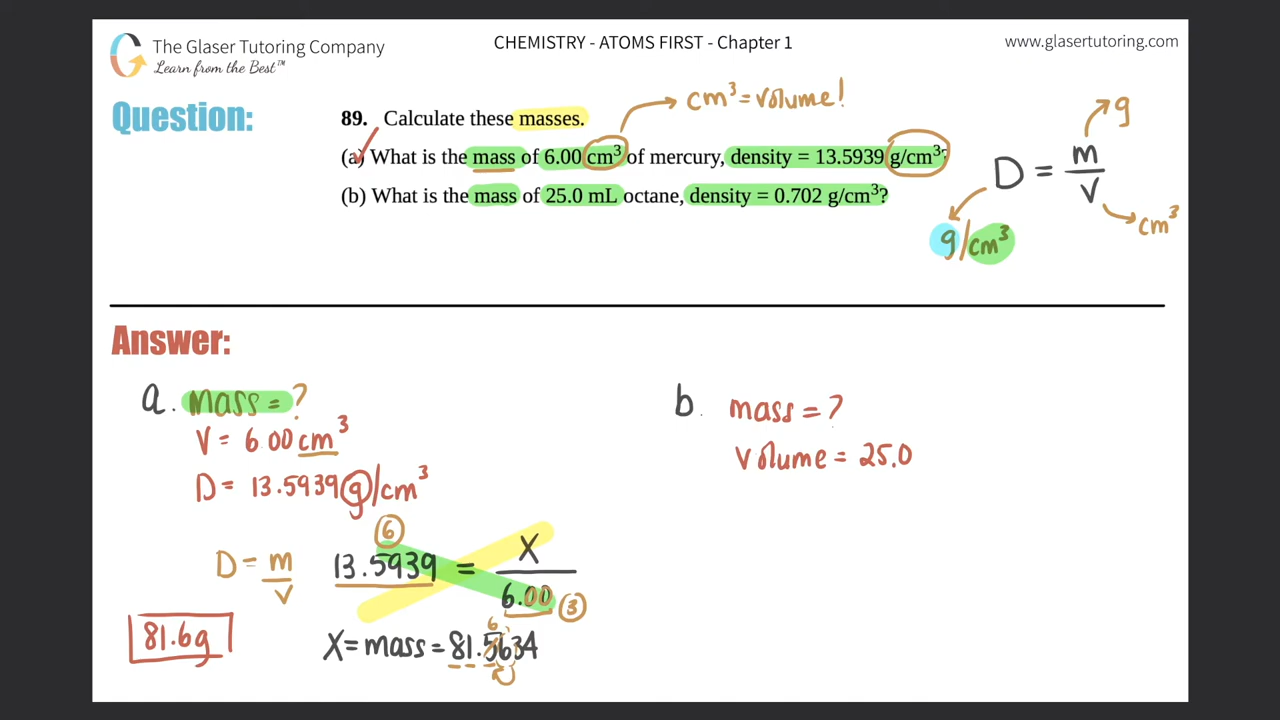 The Glaser Tutoring Company
Learn from the Best™
CHEMISTRY - ATOMS FIRST - Chapter 1
www.glasertutoring.com
Question:
89. Calculate these masses.
(a) What is the mass of 6.00 cm³ of mercury, density = 13.5939 g/cm³?
(b) What is the mass of 25.0 mL octane, density = 0.702 g/cm³?
cm³ = volume!
g
D = m/v
cm³
g/cm³
Answer:
a. mass = ?
V = 6.00 cm³
D = 13.5939 g/cm³
D = m/v
6
13.5939 = X/6.00
3
6
X = mass = 81.5634
81.6g
b. mass = ?
volume = 25.0